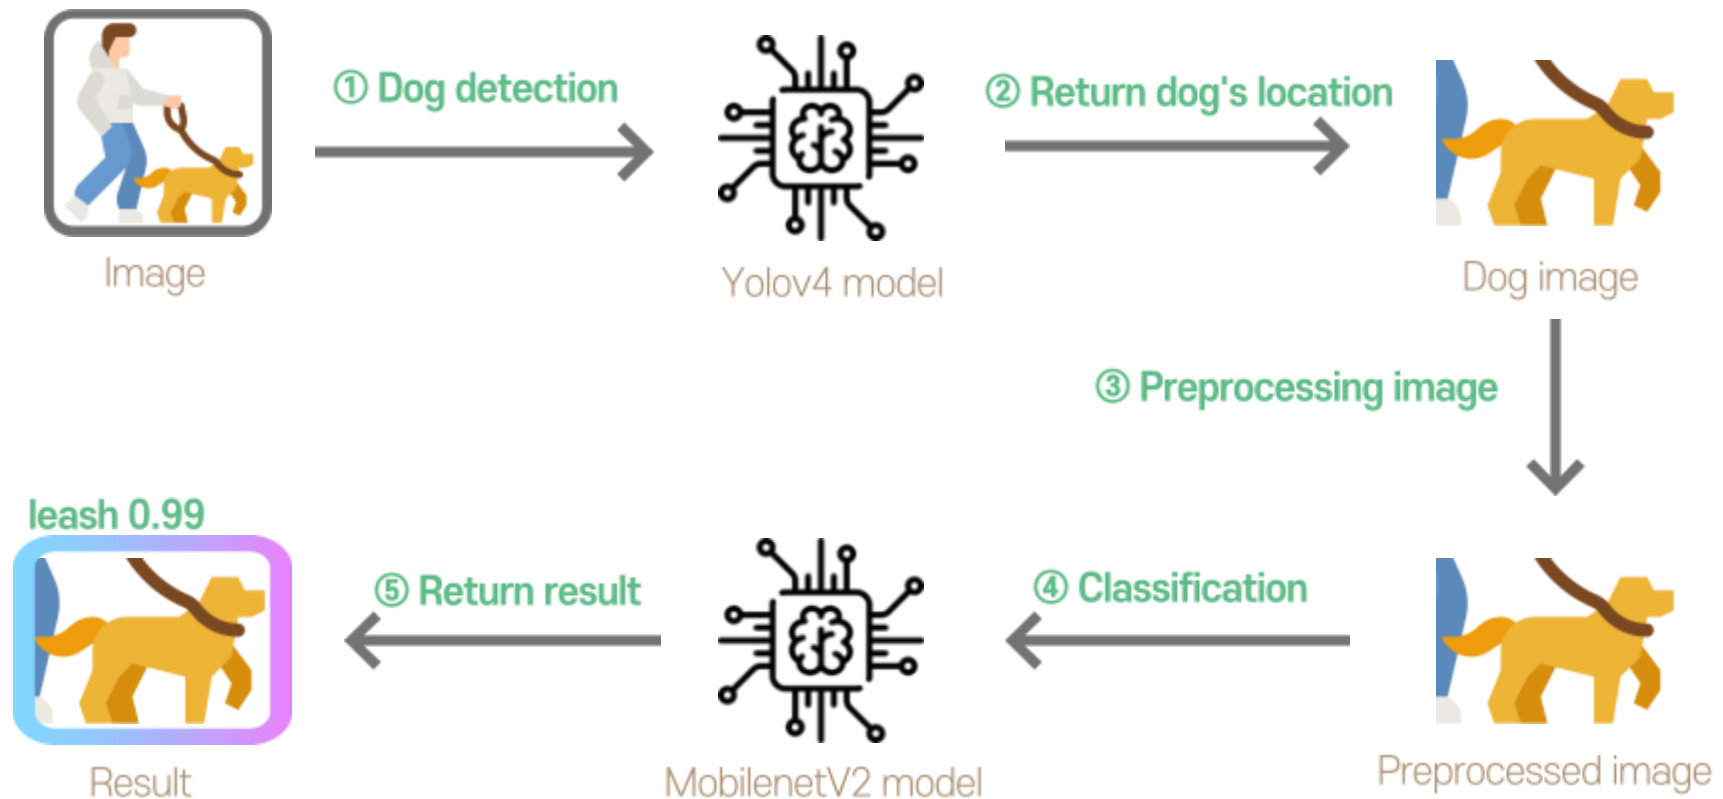 ① Dog detection
② Return dog's location
Image
Yolov4 model
Dog image
③ Preprocessing image
leash 0.99
⑤ Return result
④ Classification
Result
MobilenetV2 model
Preprocessed image